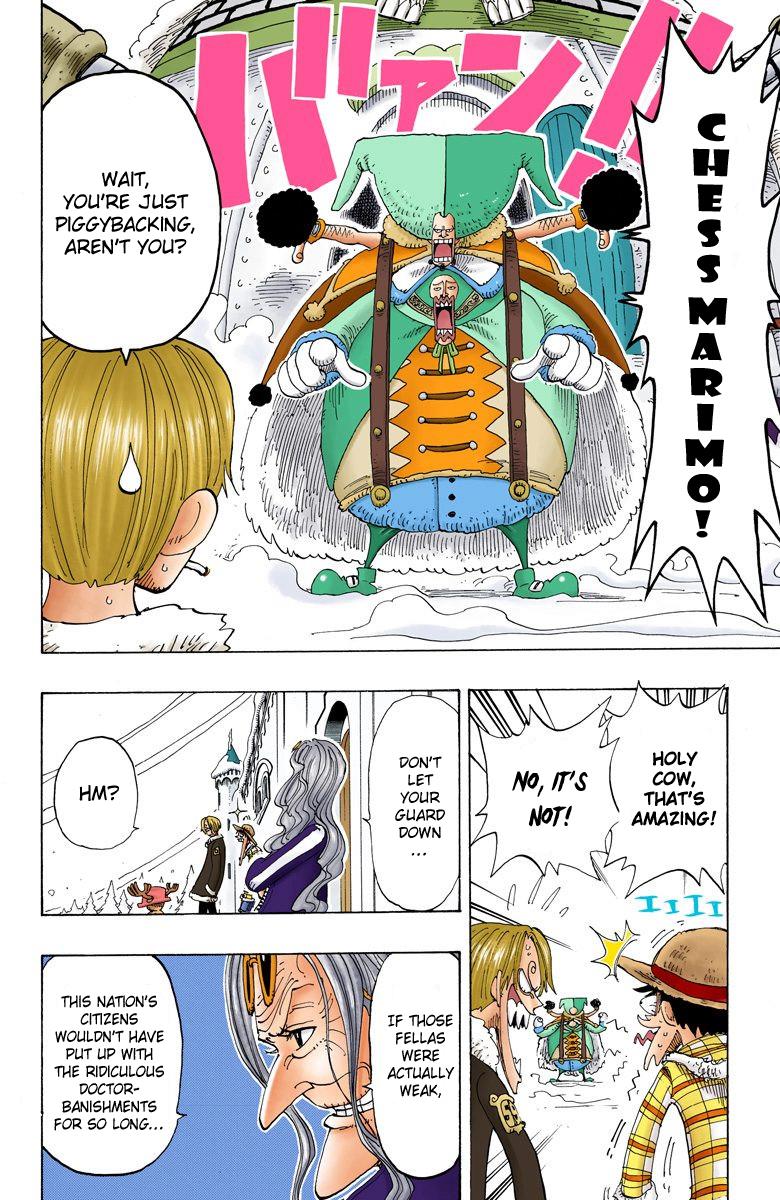 CHESS MARIMO!
バァン!!
WAIT,
YOU'RE JUST
PIGGYBACKING,
AREN'T YOU?
HOLY
COW,
THAT'S
AMAZING!
NO, IT'S
NOT!
DON'T
LET
YOUR
GUARD
DOWN
...
HM?
IF THOSE
FELLAS
WERE
ACTUALLY
WEAK,
THIS NATION'S
CITIZENS
WOULDN'T HAVE
PUT UP WITH
THE RIDICULOUS
DOCTOR-
BANISHMENTS
FOR SO LONG...